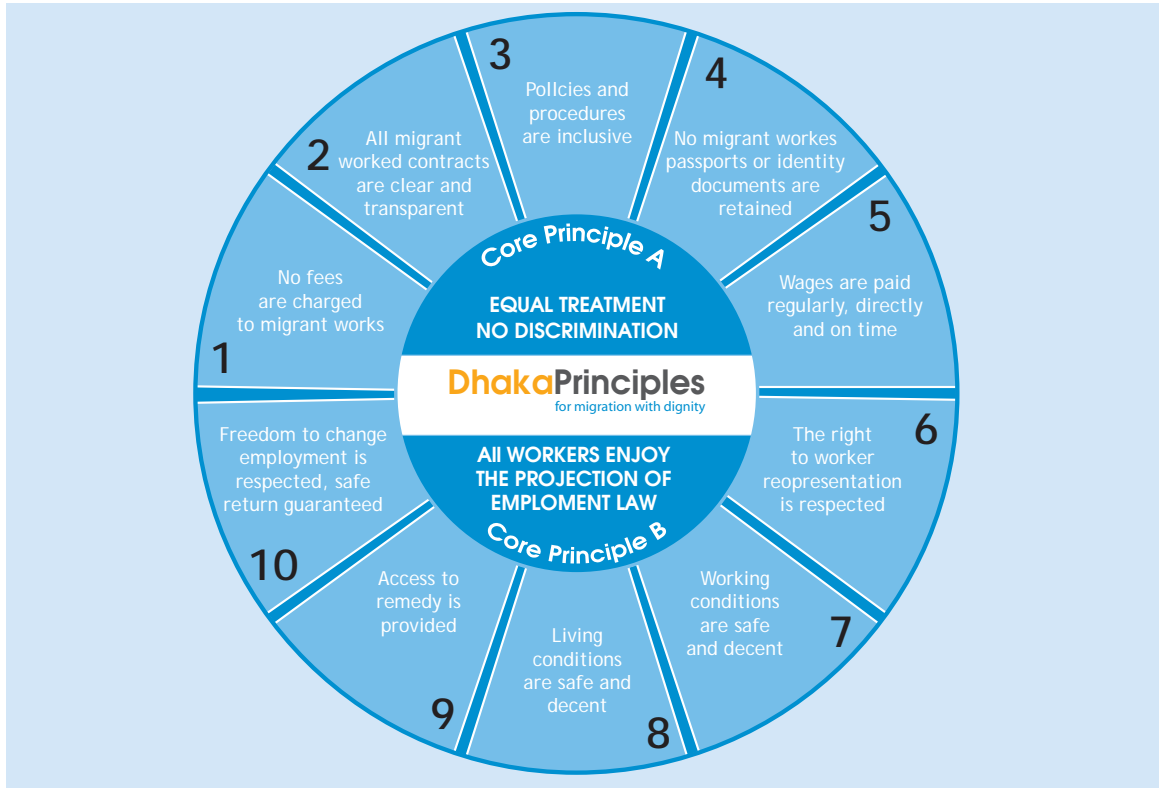 3
Pollcies and
procedures
are inclusive
4
No migrant workes
passports or identity
documents are
retained
2
All migrant
worked contracts
are clear and
transparent
5
Wages are paid
regularly, directly
and on time
1
No fees
are charged
to migrant works
Core Principle A
EQUAL TREATMENT
NO DISCRIMINATION
DhakaPrinciples
for migration with dignity
All WORKERS ENJOY
THE PROJECTION OF
EMPLOMENT LAW
Core Principle B
6
The right
to worker
reopresentation
is respected
10
Freedom to change
employment is
respected, safe
return guaranteed
7
Working
conditions
are safe
and decent
9
Access to
remedy is
provided
8
Living
conditions
are safe and
decent